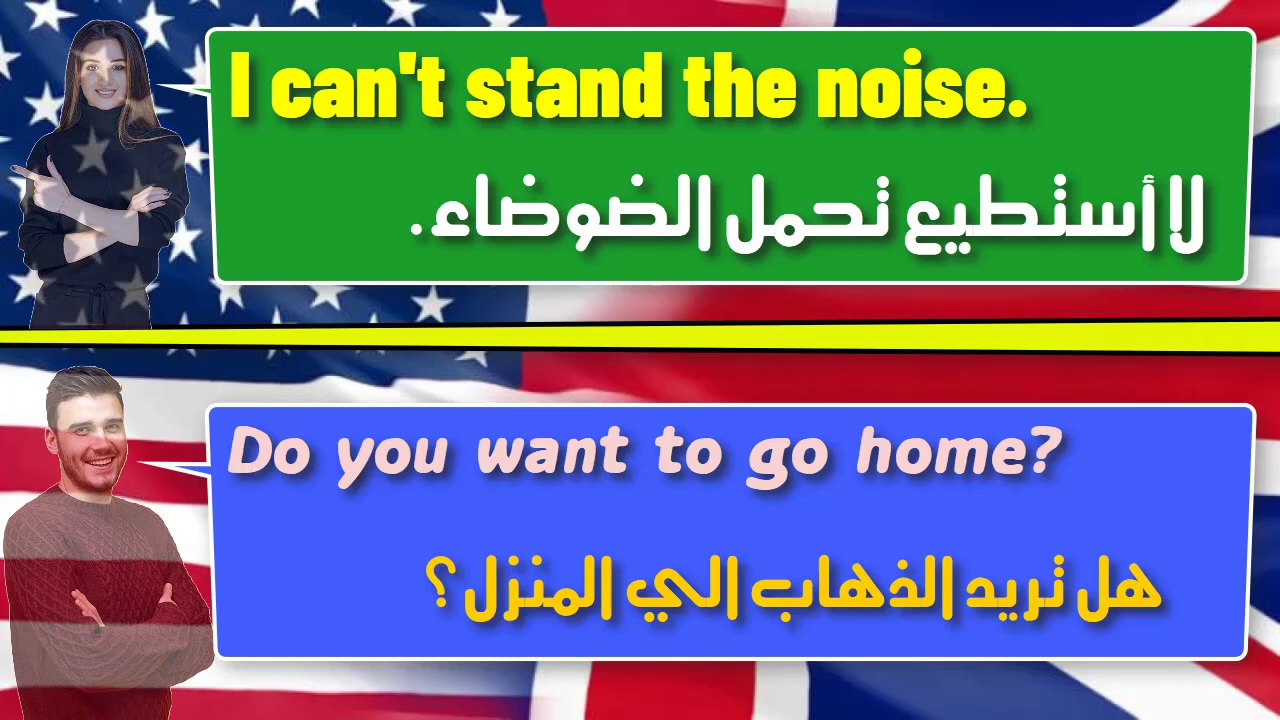 I can't stand the noise.
لا أستطيع تحمل الضوضاء.
Do you want to go home?
هل تريد الذهاب الي المنزل؟